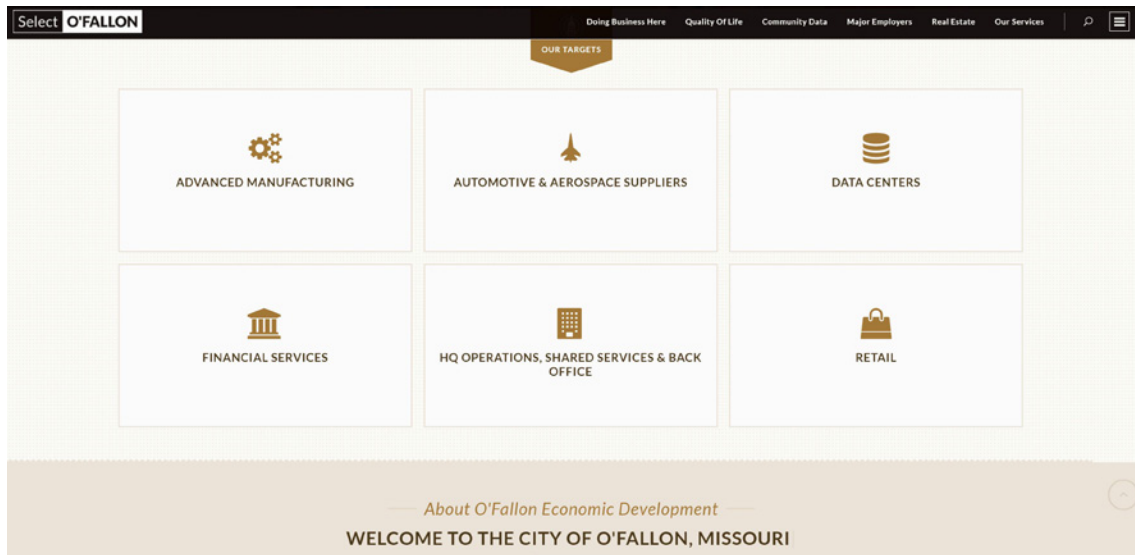 Select O'FALLON
Doing Business Here Quality Of Life Community Data Major Employers Real Estate Our Services
OUR TARGETS
ADVANCED MANUFACTURING
AUTOMOTIVE & AEROSPACE SUPPLIERS
DATA CENTERS
FINANCIAL SERVICES
HQ OPERATIONS, SHARED SERVICES & BACK
OFFICE
RETAIL
About O'Fallon Economic Development
WELCOME TO THE CITY OF O'FALLON, MISSOURI